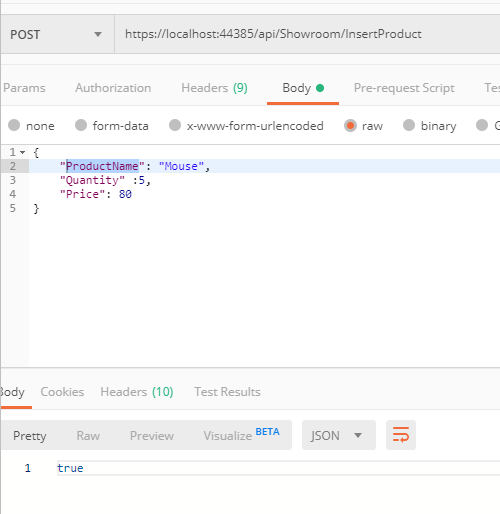 POST https://localhost:44385/api/Showroom/InsertProduct
Params Authorization Headers (9) Body Pre-request Script
none form-data x-www-form-urlencoded raw binary
1 {
2 "ProductName": "Mouse",
3 "Quantity" :5,
4 "Price": 80
5 }
Body Cookies Headers (10) Test Results
Pretty Raw Preview Visualize BETA JSON
1 true